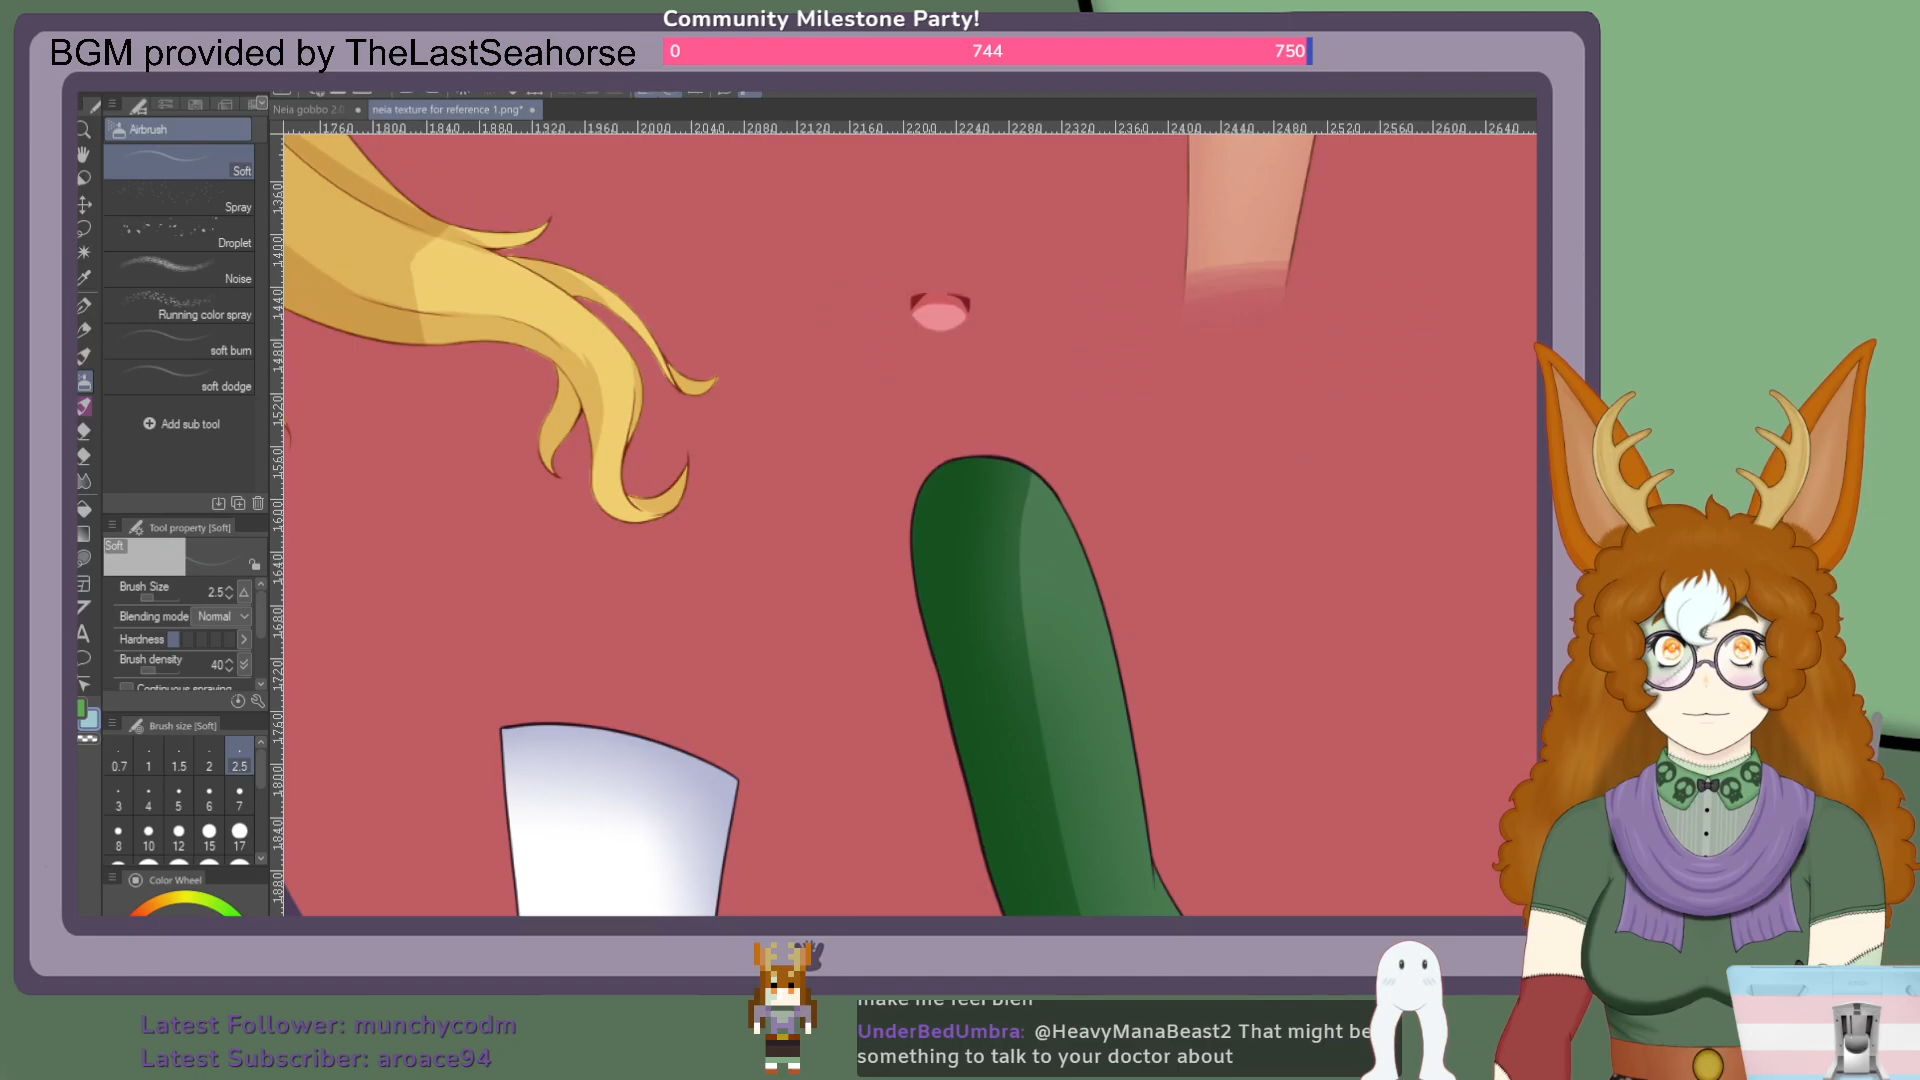 Community Milestone Party!
BGM provided by TheLastSeahorse
0 744 750
Neia gobbo 2.0
neia texture for reference 1.png*
1760 1800 1840 1880 1920 1960 2000 2040 2080 2120 2160 2200 2240 2280 2320 2360 2400 2440 2480 2520 2560 2600 2640
Airbrush
Soft
Spray
Droplet
Noise
Running color spray
soft burn
soft dodge
Add sub tool
1360
1400
1440
1480
1520
1560
1600
1640
1680
1720
1760
1800
1840
1880
Tool property [Soft]
Soft
Brush Size 2.5
Blending mode Normal
Hardness
Brush density 40
Continuous spraying
Brush size [Soft]
0.7 1 1.5 2 2.5
3 4 5 6 7
8 10 12 15 17
Color Wheel
Latest Follower: munchycodm
Latest Subscriber: aroace94
make me feel bleh
UnderBedUmbra: @HeavyManaBeast2 That might be
something to talk to your doctor about